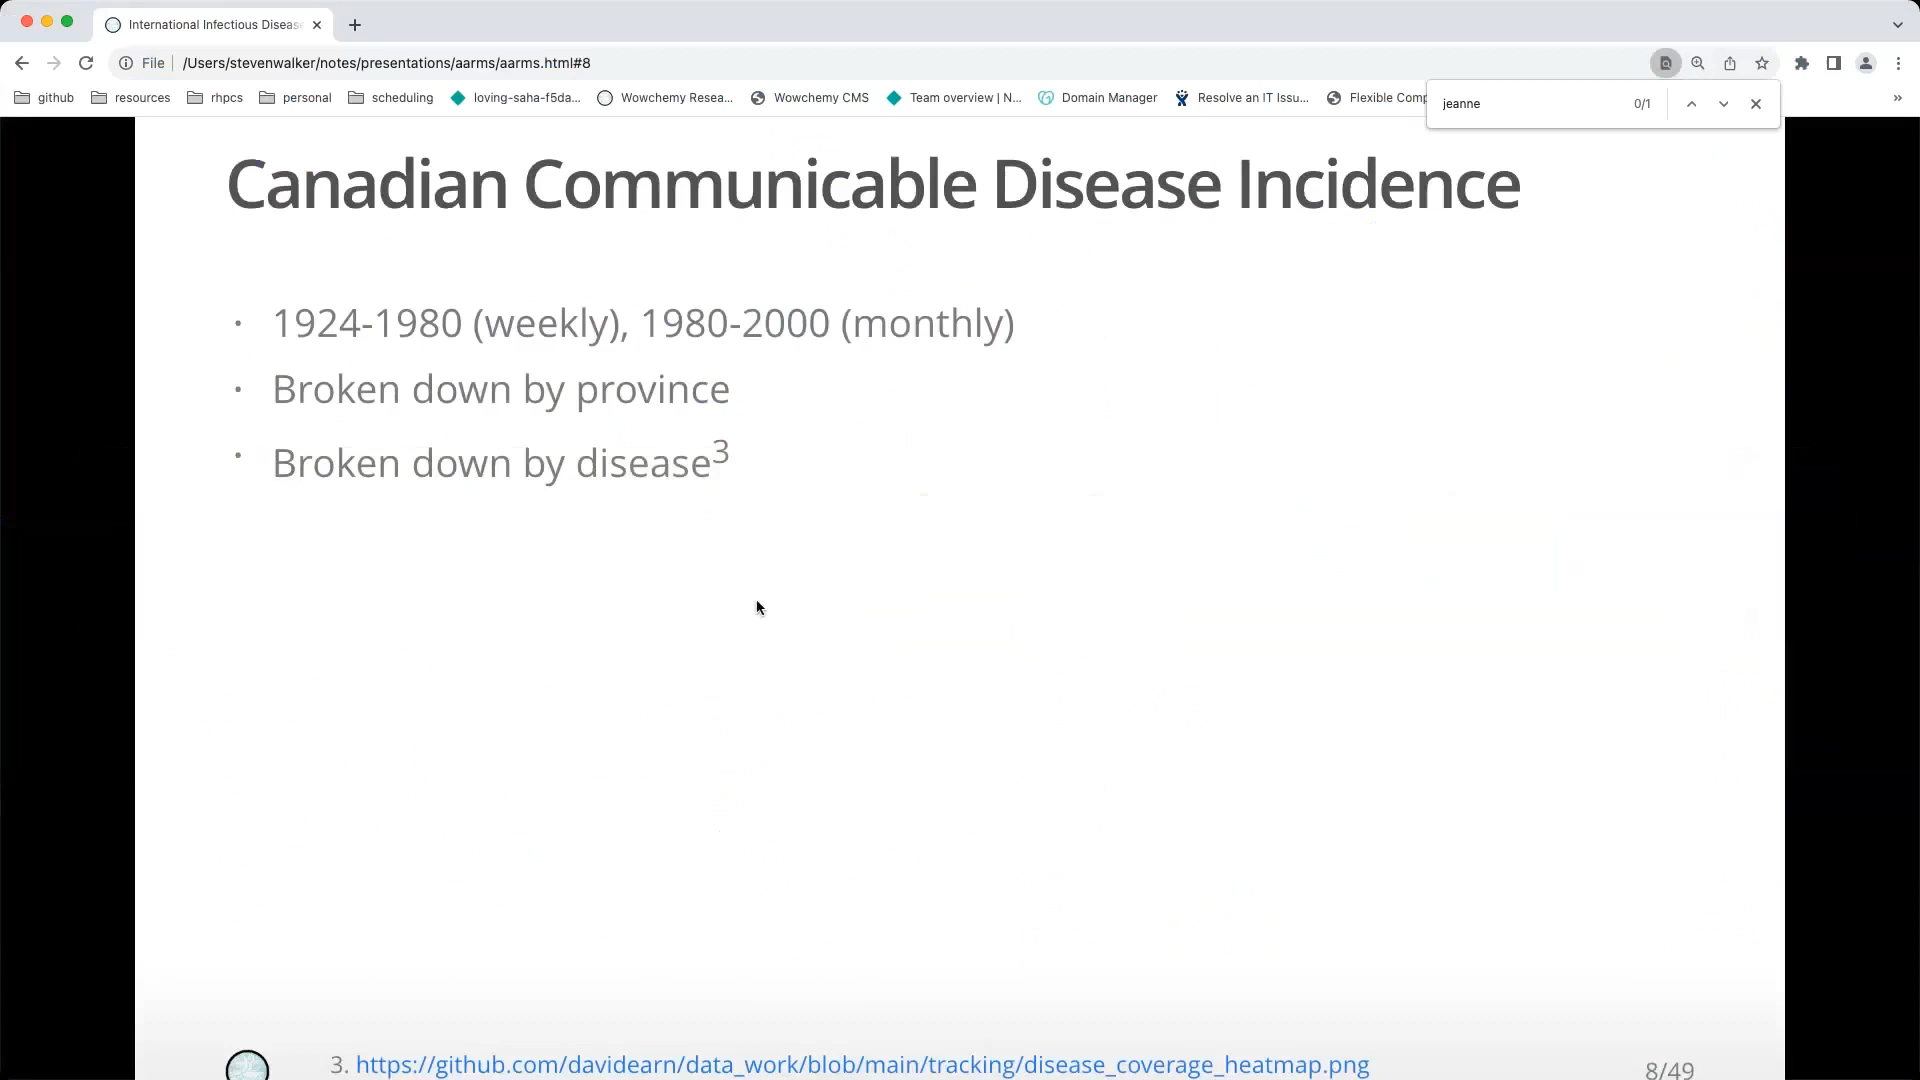 International Infectious Disease
File /Users/stevenwalker/notes/presentations/aarms/aarms.html#8
github resources rhpcs personal scheduling loving-saha-f5da... Wowchemy Resea... Wowchemy CMS Team overview | N... Domain Manager Resolve an IT Issu... Flexible Comp »
jeanne 0/1
Canadian Communicable Disease Incidence
· 1924-1980 (weekly), 1980-2000 (monthly)
· Broken down by province
· Broken down by disease³
3. https://github.com/davidearn/data_work/blob/main/tracking/disease_coverage_heatmap.png
8/49